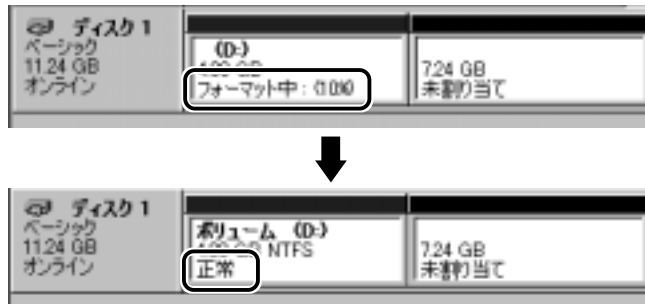 ディスク 1
ベーシック
11.24 GB
オンライン
(D:)
フォーマット中 :
7.24 GB
未割り当て
ディスク 1
ベーシック
11.24 GB
オンライン
ボリューム (D:)
GB NTFS
正常
7.24 GB
未割り当て